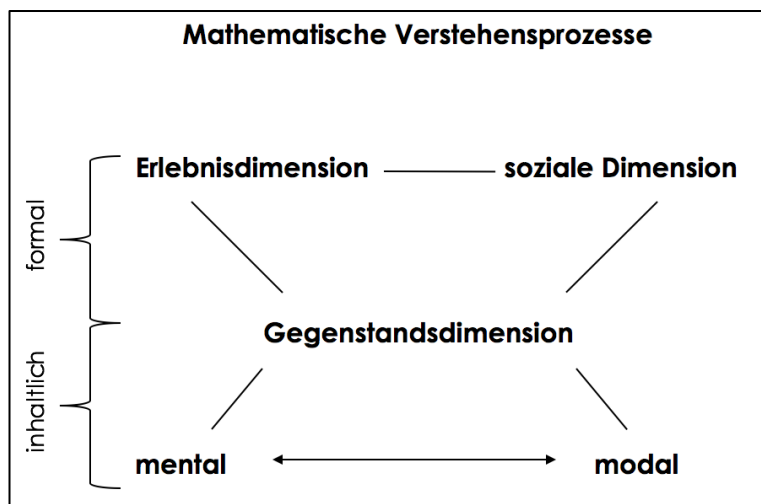 Mathematische Verstehensprozesse
Erlebnisdimension
soziale Dimension
formal
Gegenstandsdimension
inhaltlich
mental
modal